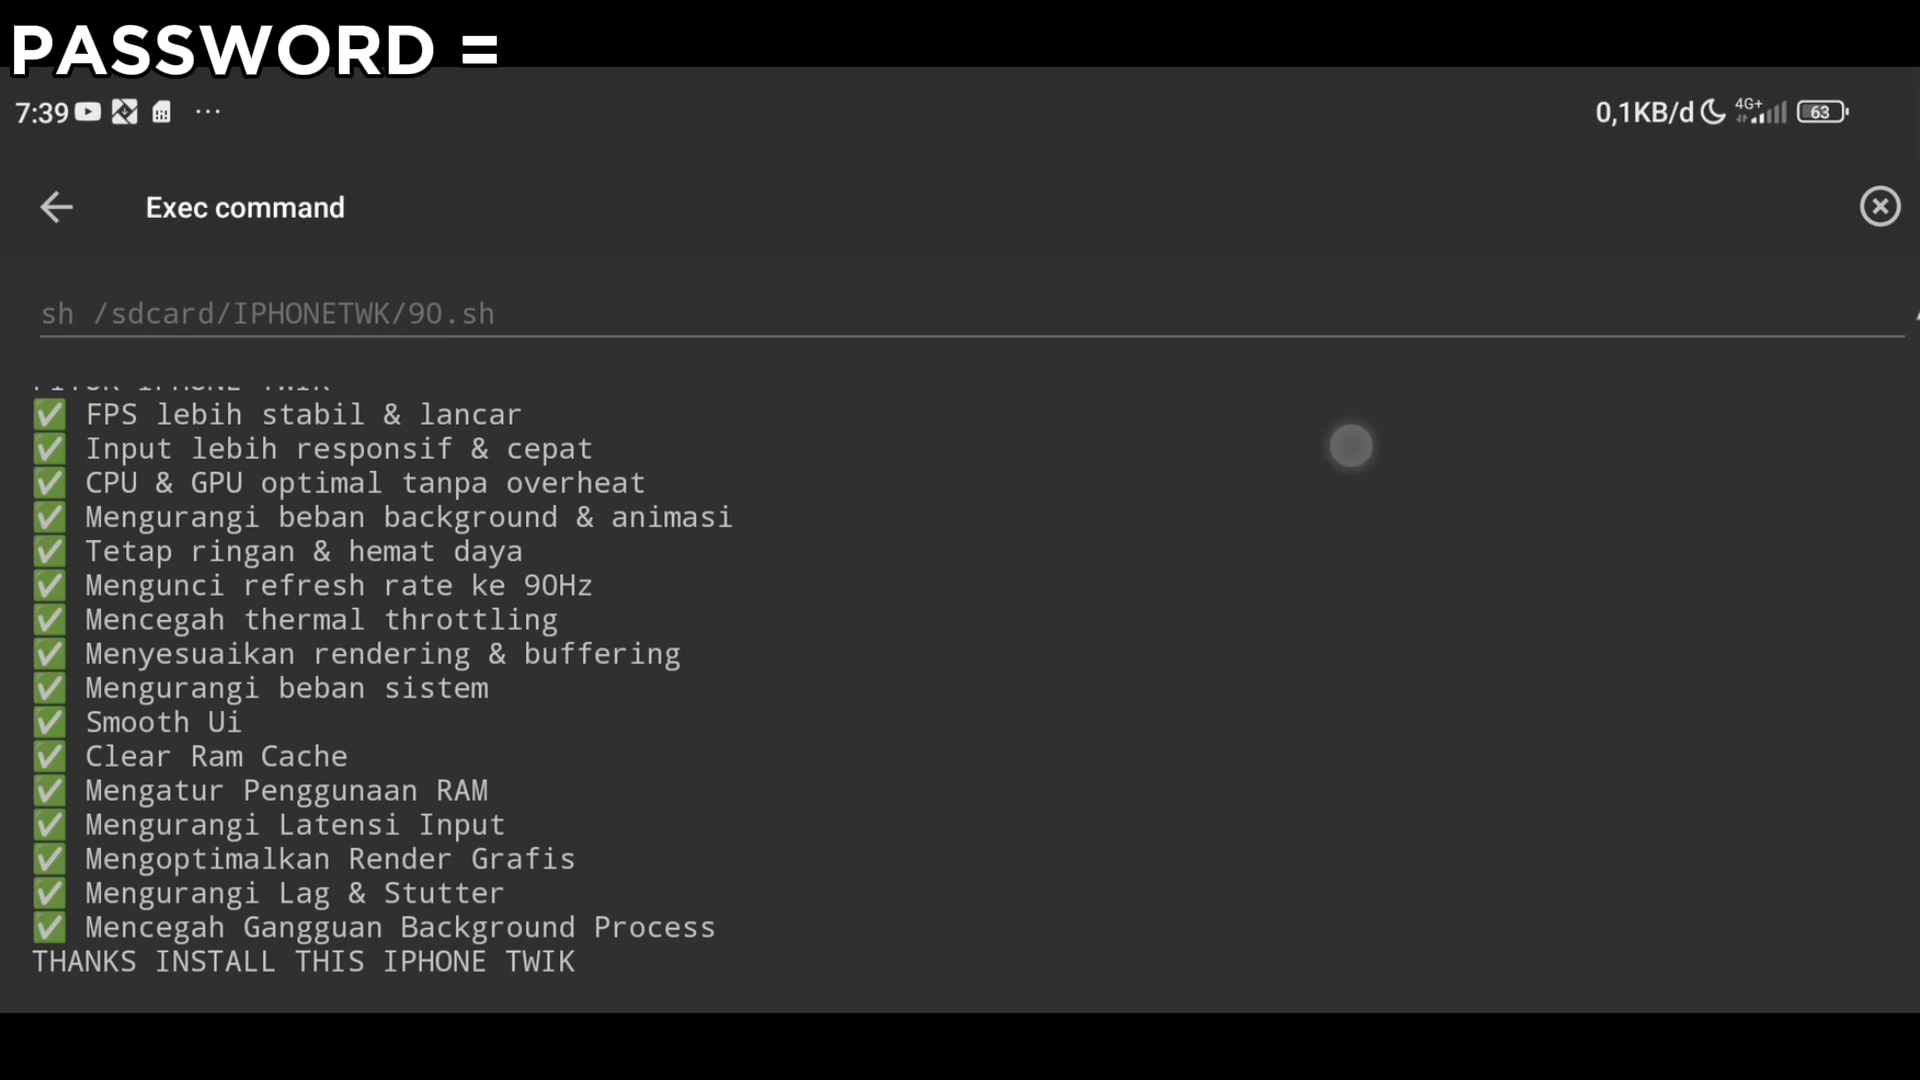 PASSWORD =
7:39 ... 0,1KB/d 4G+ 63
Exec command
sh /sdcard/IPHONETWK/90.sh
✅ FPS lebih stabil & lancar
✅ Input lebih responsif & cepat
✅ CPU & GPU optimal tanpa overheat
✅ Mengurangi beban background & animasi
✅ Tetap ringan & hemat daya
✅ Mengunci refresh rate ke 90Hz
✅ Mencegah thermal throttling
✅ Menyesuaikan rendering & buffering
✅ Mengurangi beban sistem
✅ Smooth Ui
✅ Clear Ram Cache
✅ Mengatur Penggunaan RAM
✅ Mengurangi Latensi Input
✅ Mengoptimalkan Render Grafis
✅ Mengurangi Lag & Stutter
✅ Mencegah Gangguan Background Process
THANKS INSTALL THIS IPHONE TWIK